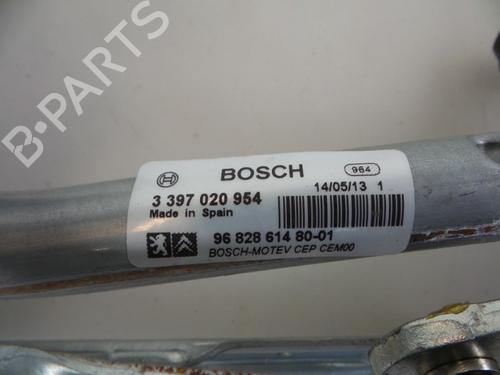 B-PARTS
BOSCH
964
3 397 020 954
14/05/13 1
Made in Spain
96 828 614 80-01
BOSCH-MOTEV CEP CEM00